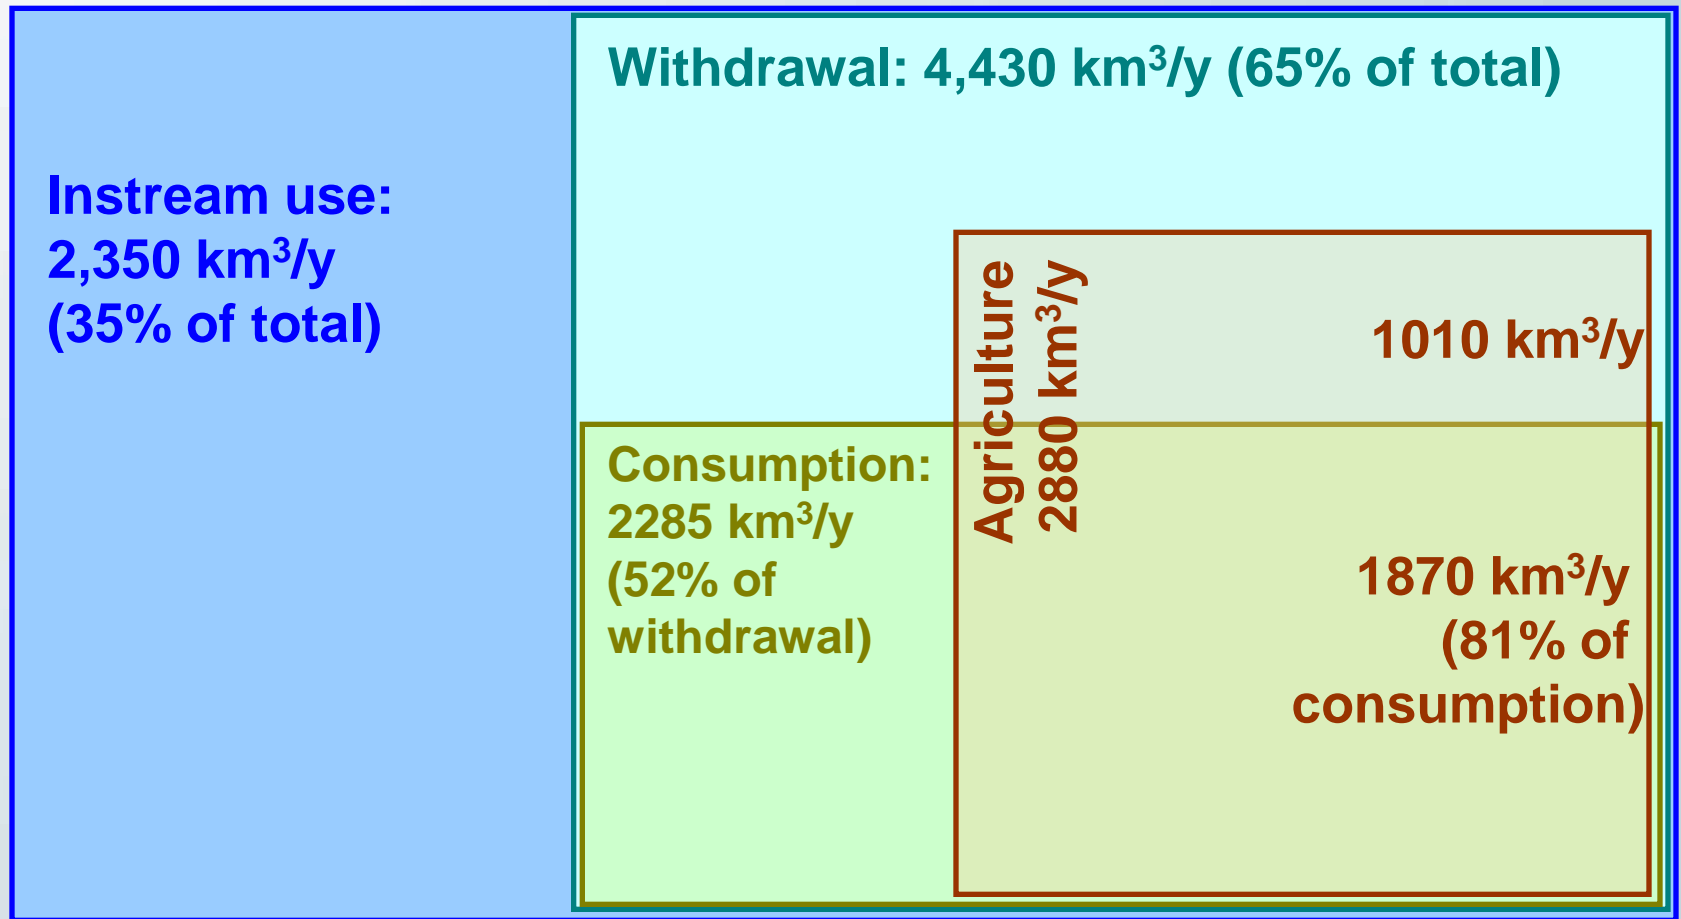 Withdrawal: 4,430 km³/y (65% of total)
Instream use:
2,350 km³/y
(35% of total)
Agriculture
2880 km³/y
1010 km³/y
Consumption:
2285 km³/y
(52% of
withdrawal)
1870 km³/y
(81% of
consumption)